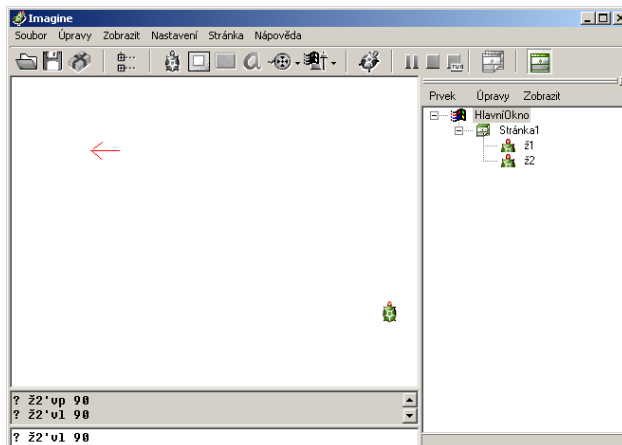 Imagine
Soubor Úpravy Zobrazit Nastavení Stránka Nápověda
Prvek Úpravy Zobrazit
HlavníOkno
Stránka1
ž1
ž2
? ž2'vp 90
? ž2'vl 90
? ž2'vl 90